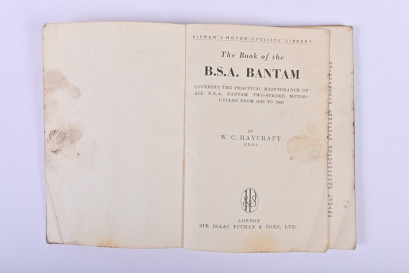 PITMAN'S MOTOR-CYCLISTS' LIBRARY
The Book of the
B.S.A. BANTAM
COVERING THE PRACTICAL MAINTENANCE OF
ALL B.S.A. BANTAM TWO-STROKE MOTOR-
CYCLES FROM 1948 TO
BY
W. C. HAYCRAFT
F.R.S.A.
LONDON
SIR ISAAC PITMAN & SONS, LTD.